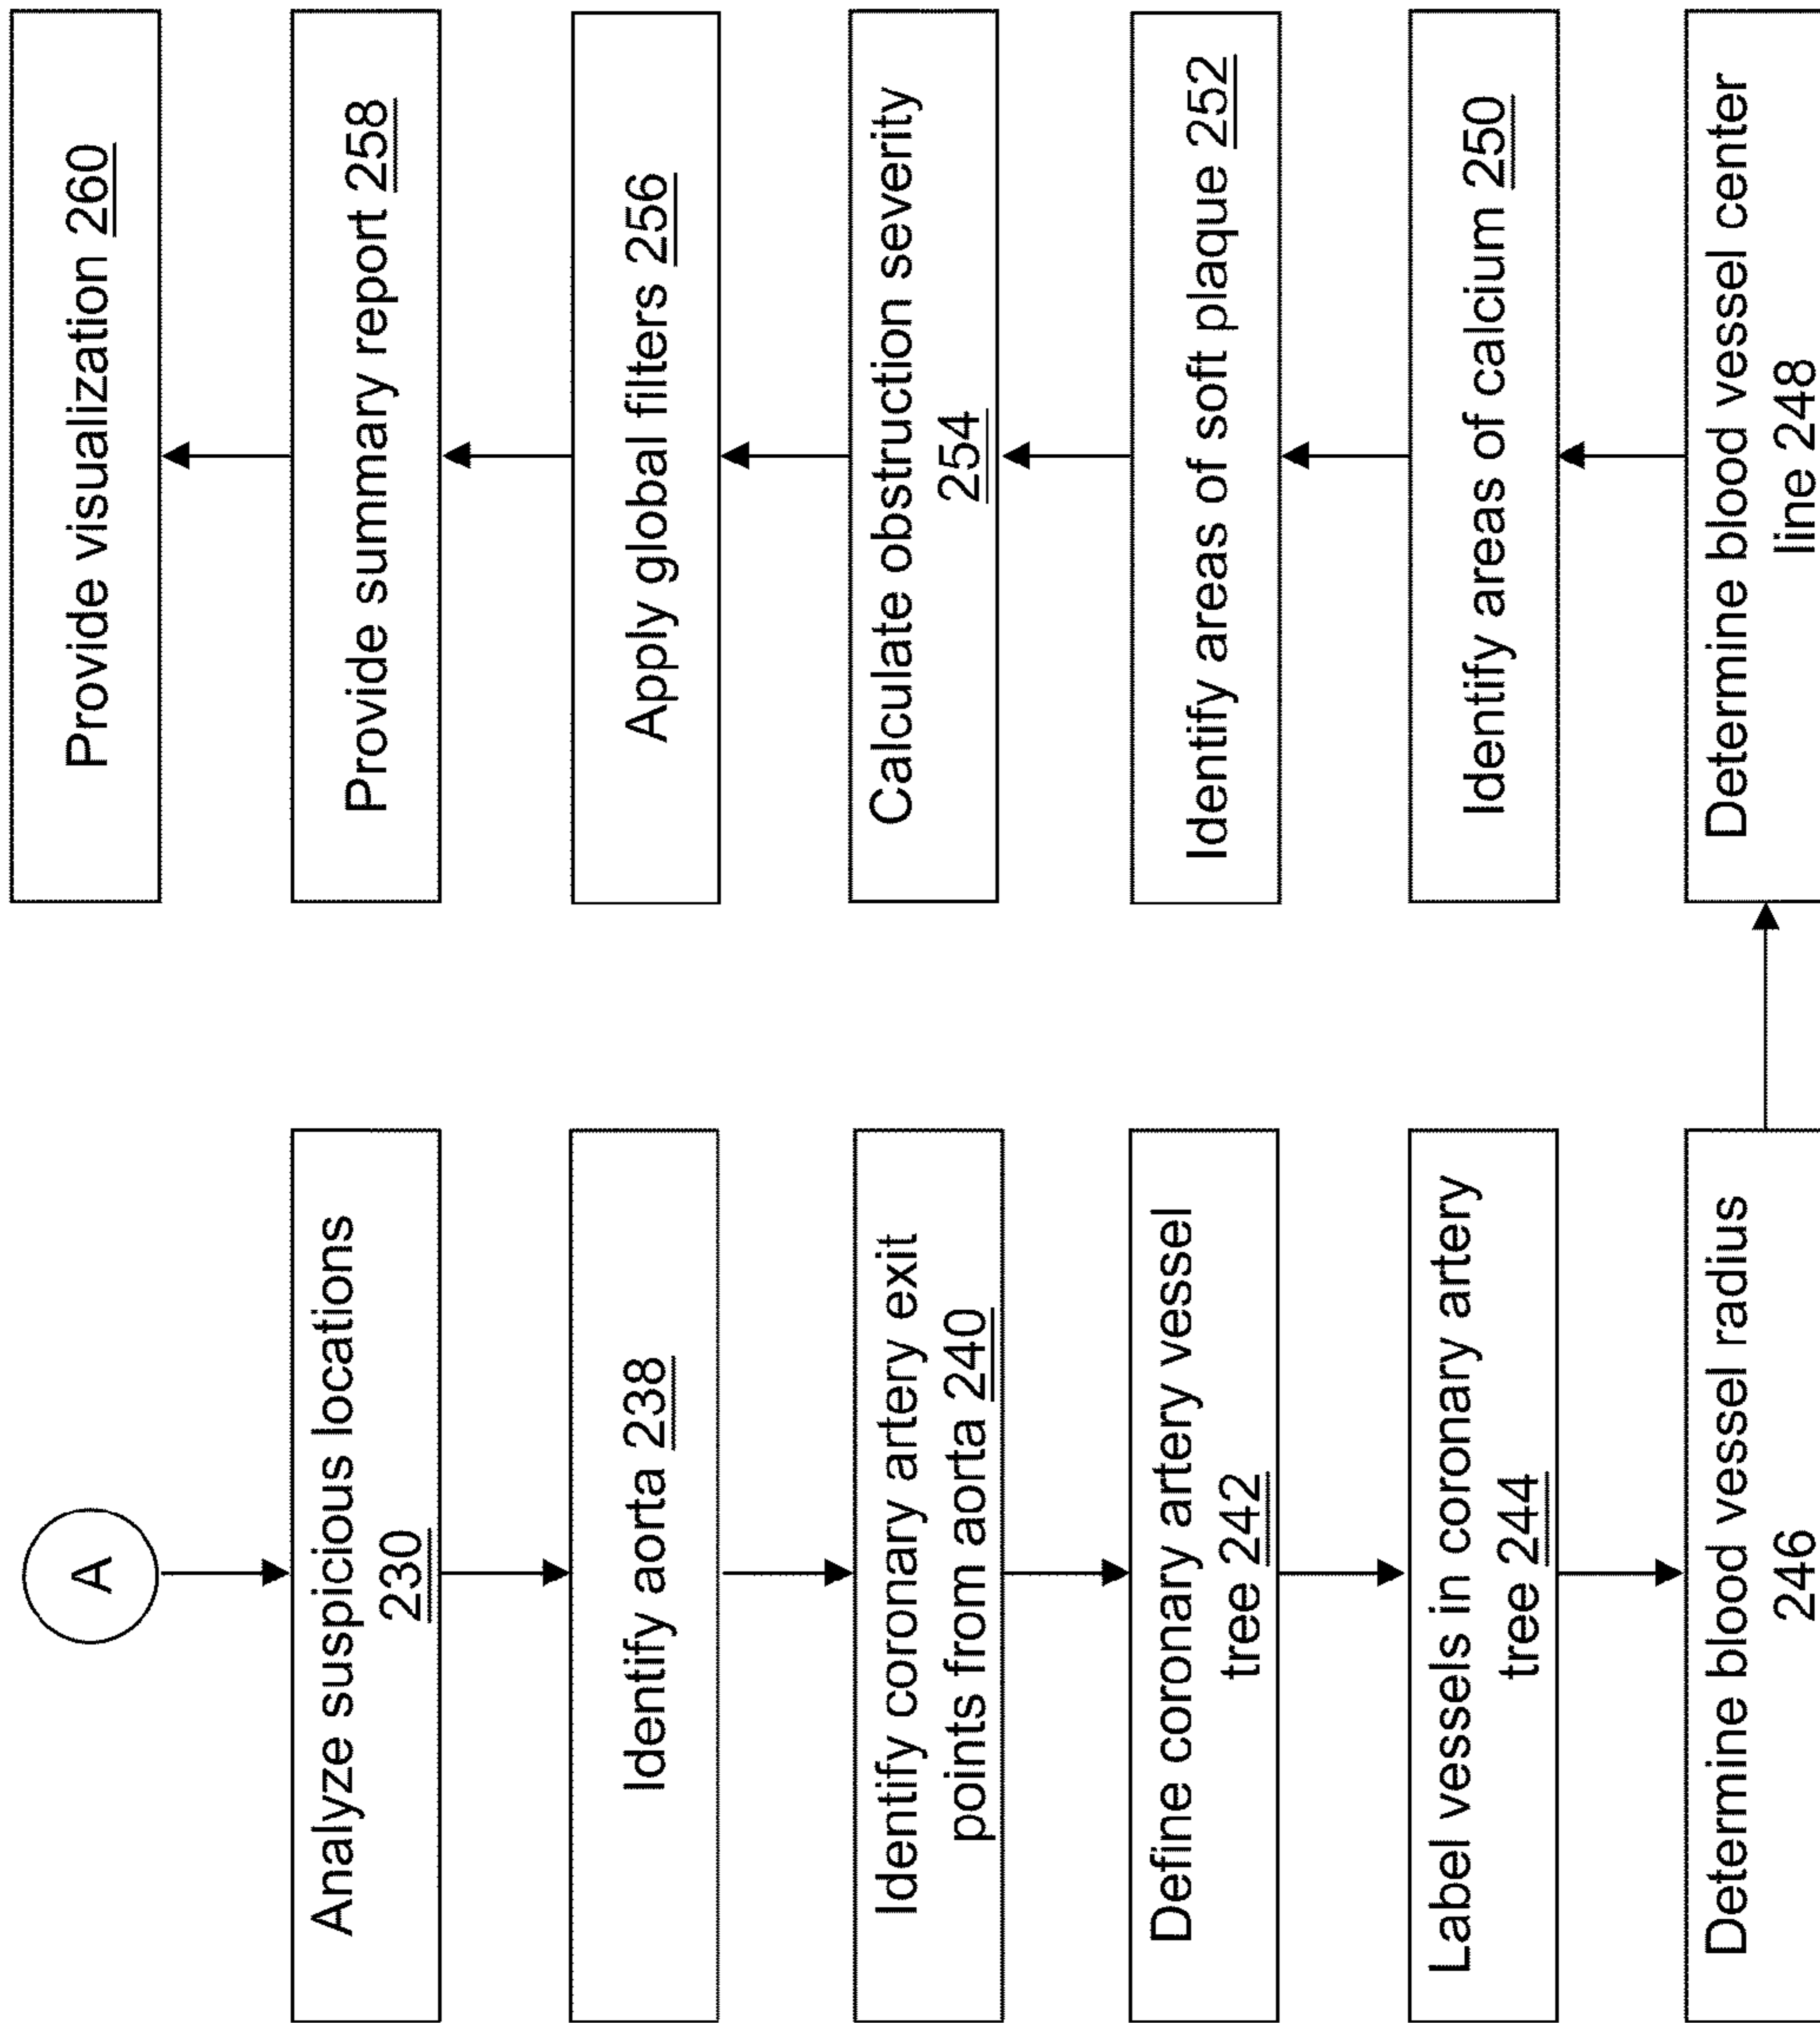 A
Analyze suspicious locations
230
Identify aorta 238
Identify coronary artery exit
points from aorta 240
Define coronary artery vessel
tree 242
Label vessels in coronary artery
tree 244
Determine blood vessel radius
246
Determine blood vessel center
line 248
Identify areas of calcium 250
Identify areas of soft plaque 252
Calculate obstruction severity
254
Apply global filters 256
Provide summary report 258
Provide visualization 260